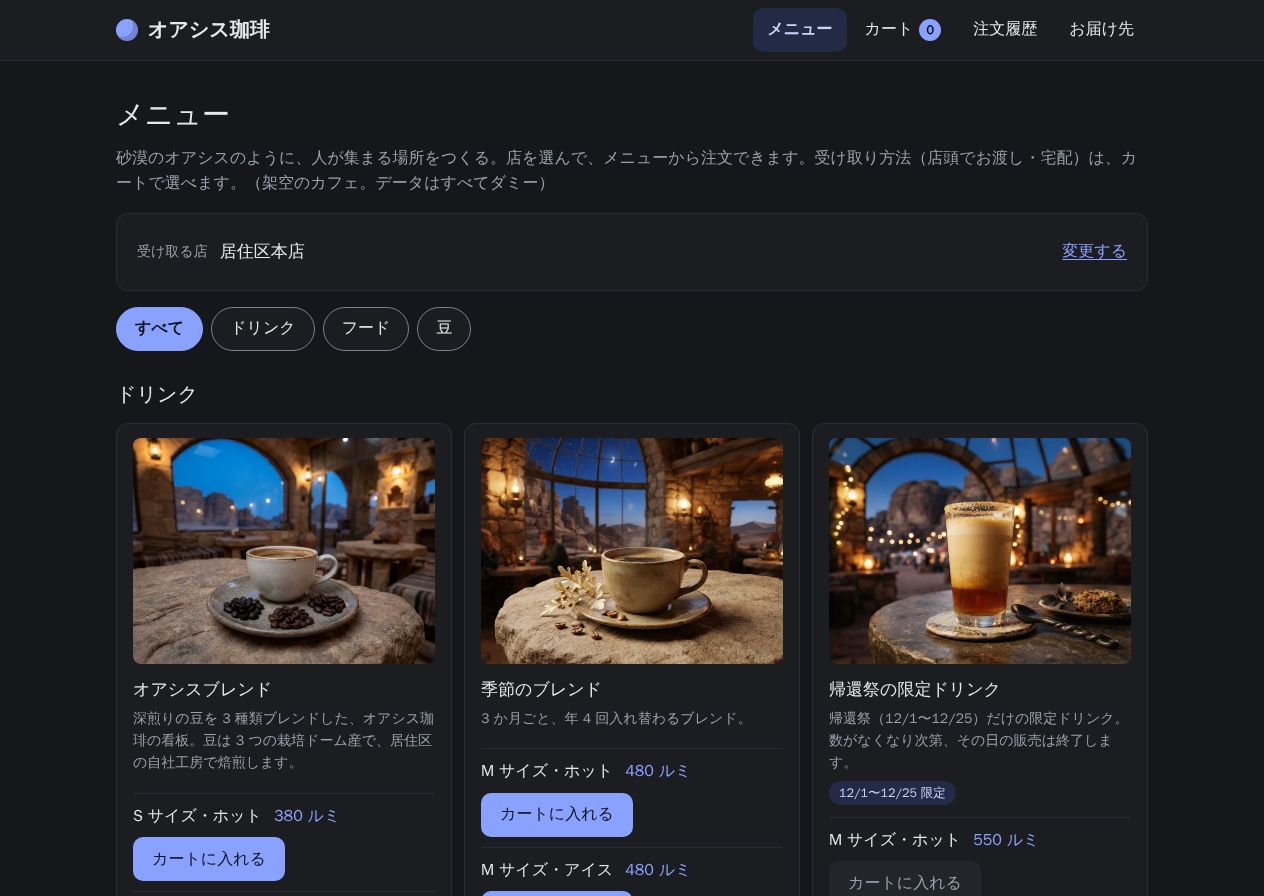 オアシス珈琲
メニュー
カート 0
注文履歴
お届け先
メニュー
砂漠のオアシスのように、人が集まる場所をつくる。店を選んで、メニューから注文できます。受け取り方法（店頭でお渡し・宅配）は、カ
ートで選べます。（架空のカフェ。データはすべてダミー）
受け取る店 居住区本店
変更する
すべて
ドリンク
フード
豆
ドリンク
オアシスブレンド
深煎りの豆を 3 種類ブレンドした、オアシス珈
琲の看板。豆は 3 つの栽培ドーム産で、居住区
の自社工房で焙煎します。
S サイズ・ホット 380 ルミ
カートに入れる
季節のブレンド
3 か月ごと、年 4 回入れ替わるブレンド。
M サイズ・ホット 480 ルミ
カートに入れる
M サイズ・アイス 480 ルミ
帰還祭の限定ドリンク
帰還祭（12/1〜12/25）だけの限定ドリンク。
数がなくなり次第、その日の販売は終了しま
す。
12/1〜12/25 限定
M サイズ・ホット 550 ルミ
カートに入れる